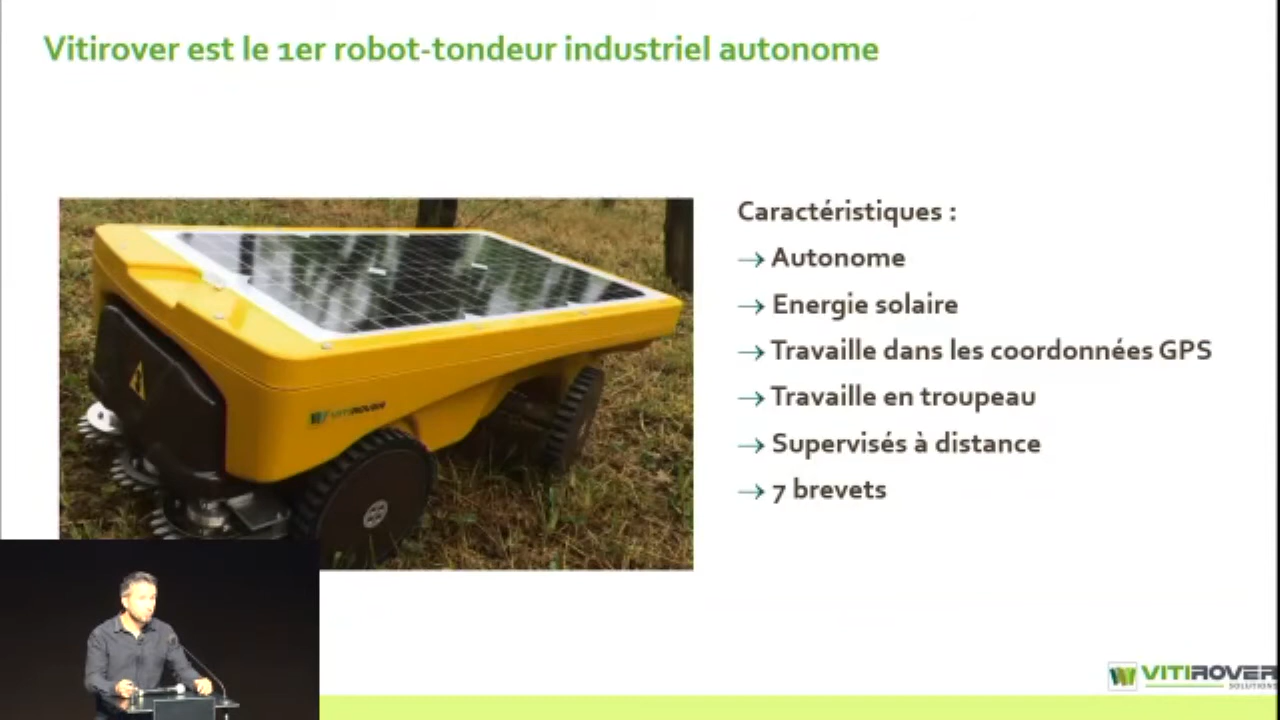 Vitirover est le 1er robot-tondeur industriel autonome
Caractéristiques :
→ Autonome
→ Energie solaire
→ Travaille dans les coordonnées GPS
→ Travaille en troupeau
→ Supervisés à distance
→ 7 brevets
VITIROVER
VITIROVER
SOLUTIONS